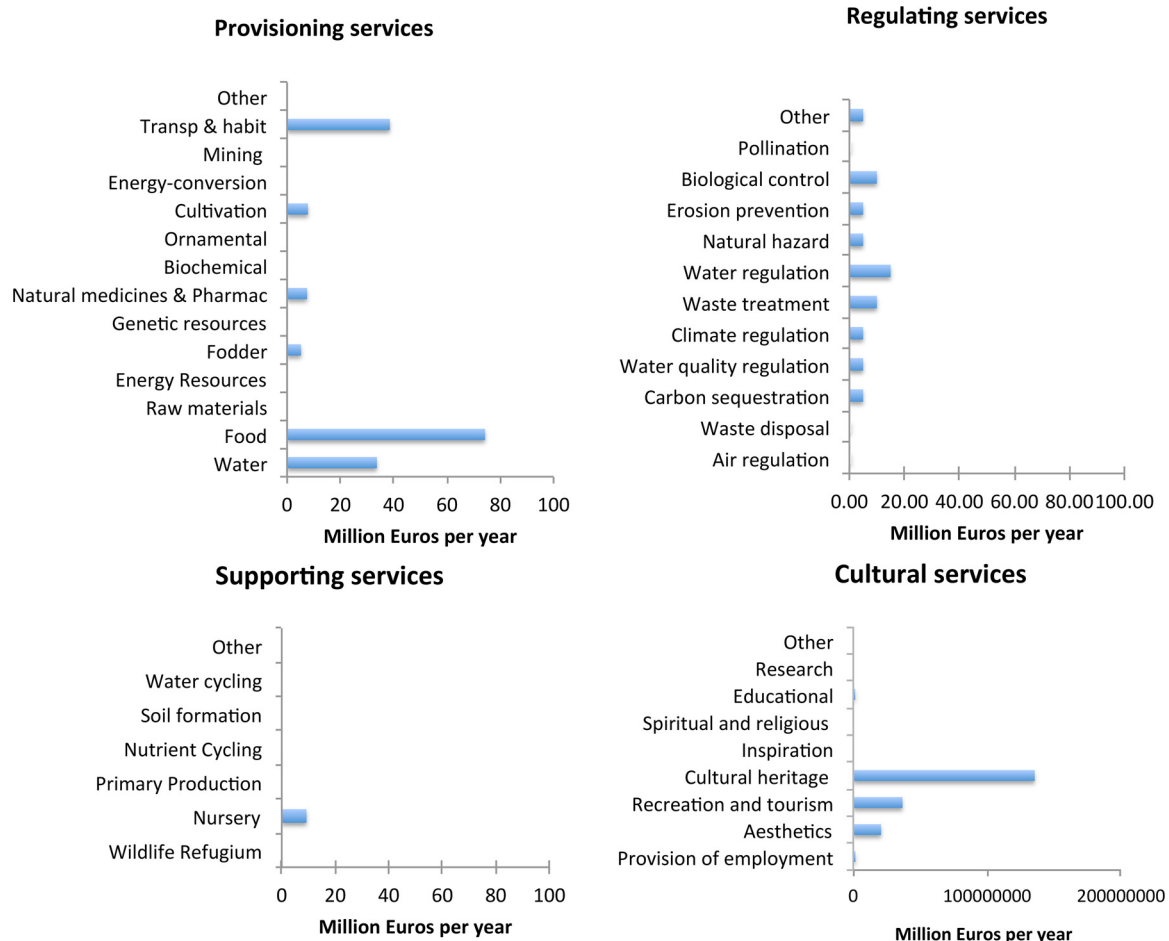 Provisioning services
Other
Transp & habit
Mining
Energy-conversion
Cultivation
Ornamental
Biochemical
Natural medicines & Pharmac
Genetic resources
Fodder
Energy Resources
Raw materials
Food
Water
0 20 40 60 80 100
Million Euros per year
Regulating services
Other
Pollination
Biological control
Erosion prevention
Natural hazard
Water regulation
Waste treatment
Climate regulation
Water quality regulation
Carbon sequestration
Waste disposal
Air regulation
0.00 20.00 40.00 60.00 80.00 100.00
Million Euros per year
Supporting services
Other
Water cycling
Soil formation
Nutrient Cycling
Primary Production
Nursery
Wildlife Refugium
0 20 40 60 80 100
Million Euros per year
Cultural services
Other
Research
Educational
Spiritual and religious
Inspiration
Cultural heritage
Recreation and tourism
Aesthetics
Provision of employment
0 100000000 200000000
Million Euros per year